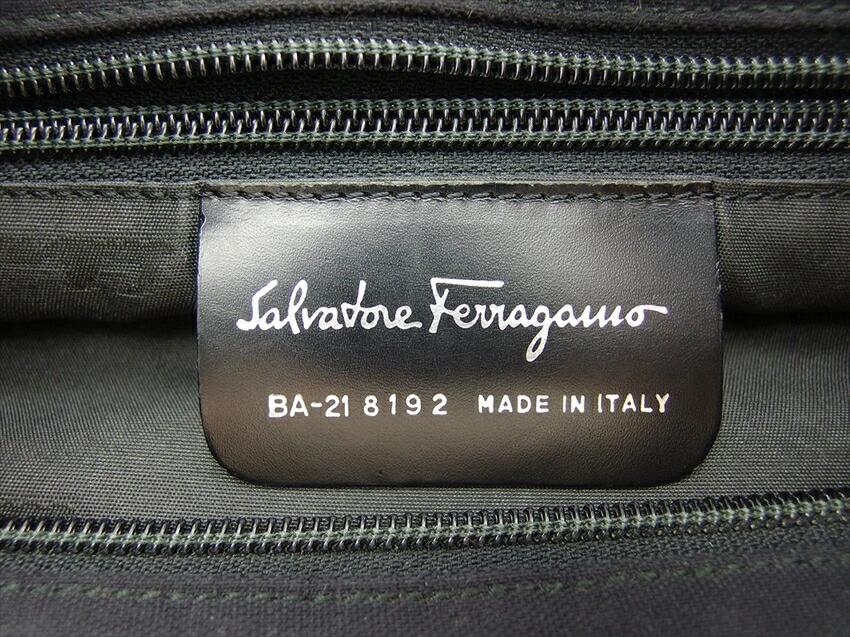 Salvatore Ferragamo
BA-21 8192 MADE IN ITALY